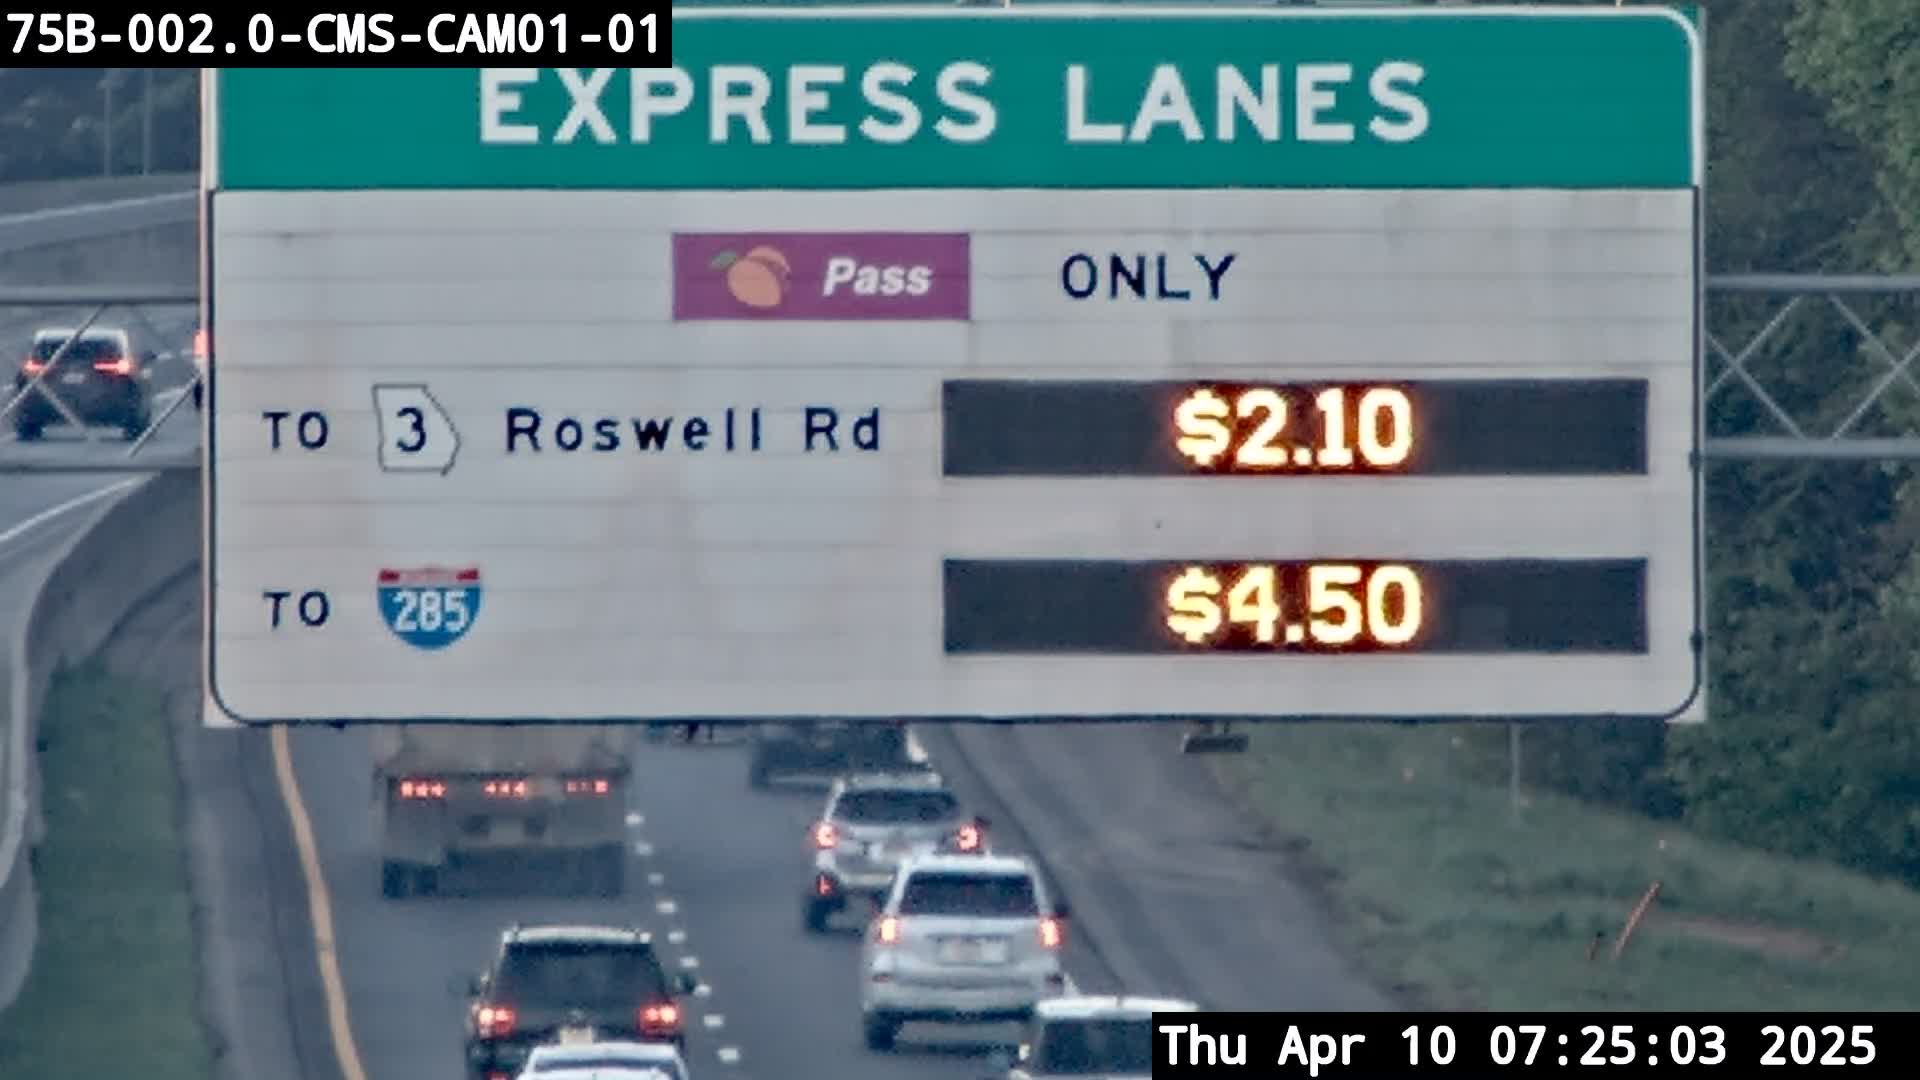 75B-002.0-CMS-CAM01-01
EXPRESS LANES
Pass ONLY
TO 3 Roswell Rd $2.10
TO 285 $4.50
Thu Apr 10 07:25:03 2025